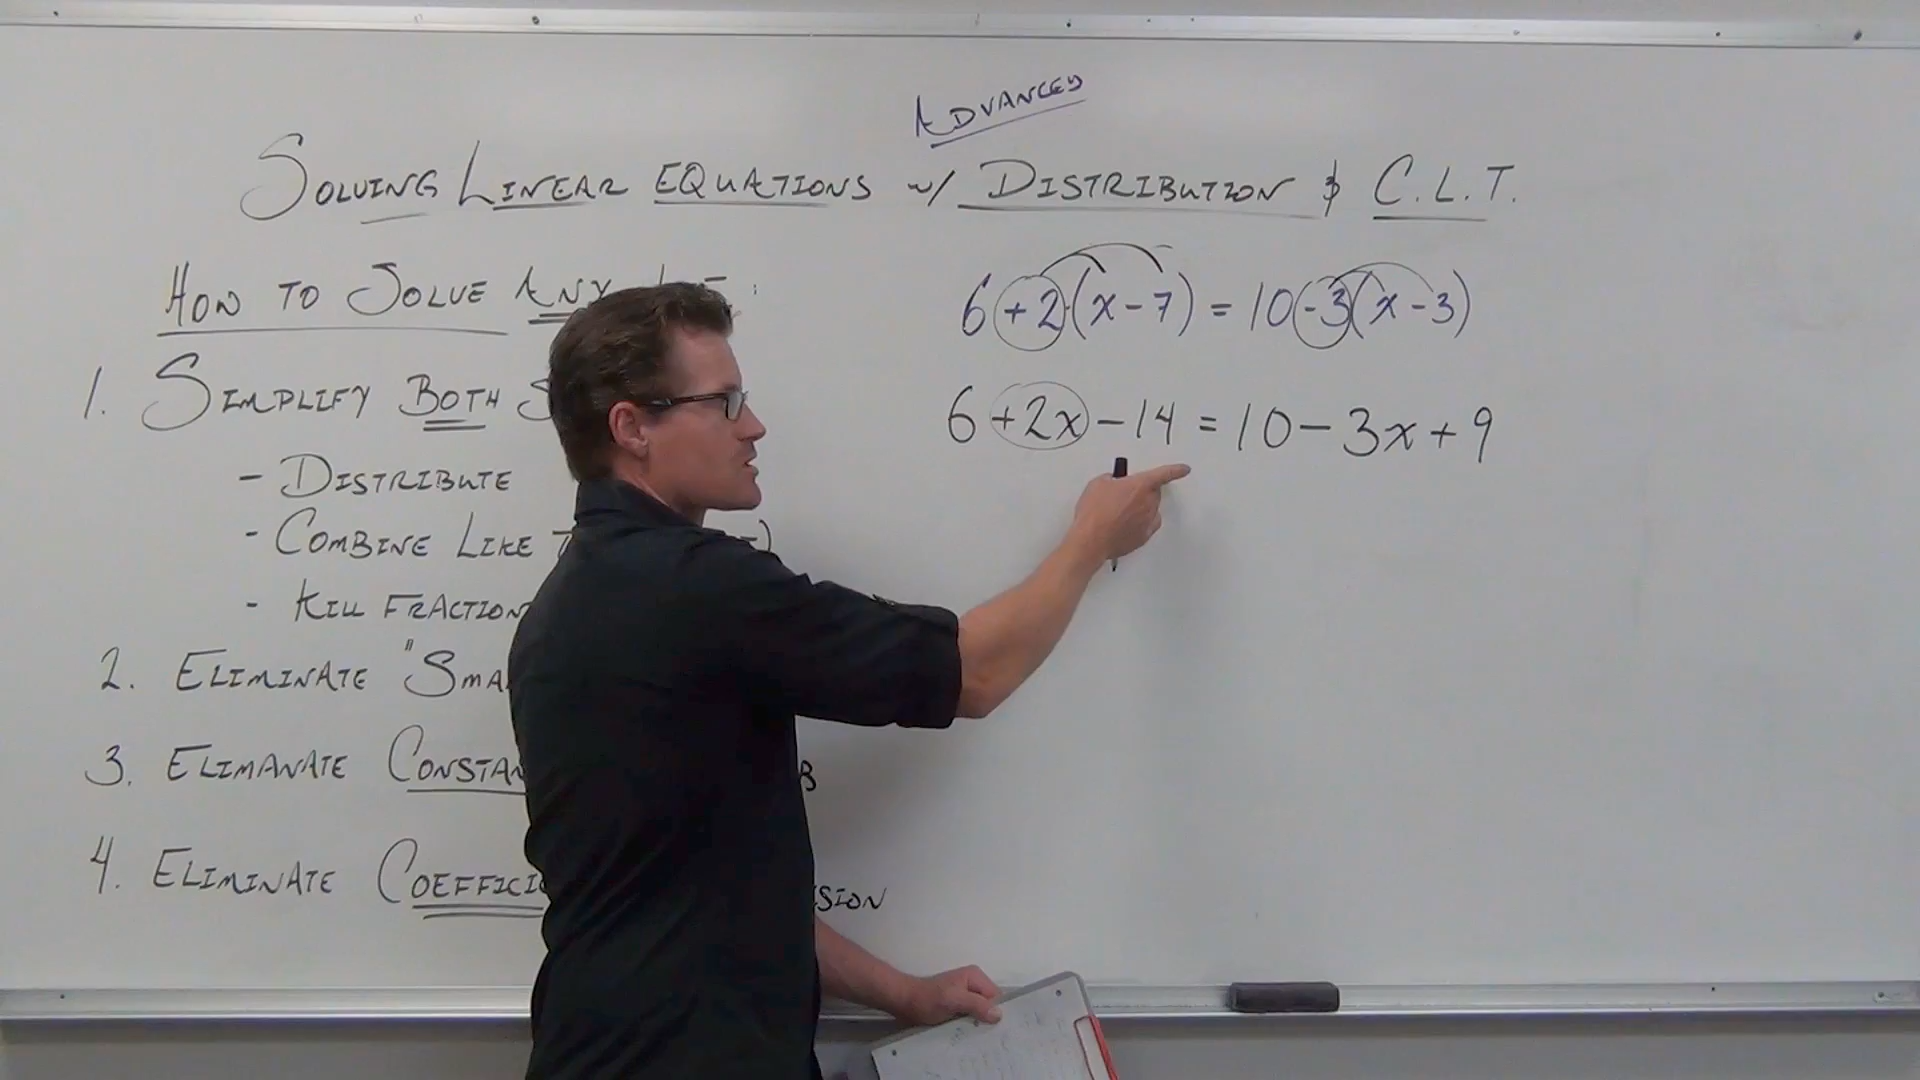 ADVANCED
SOLVING LINEAR EQUATIONS w/ DISTRIBUTION & C.L.T.
HOW TO SOLVE ANY :
1. SIMPLIFY BOTH
- DISTRIBUTE
- COMBINE LIKE
- KILL FRACTION
2. ELIMINATE "SMA
3. ELIMANATE CONSTAN
4. ELIMINATE COEFFICI SION
6+2(x-7)=10-3(x-3)
6+2x-14=10-3x+9